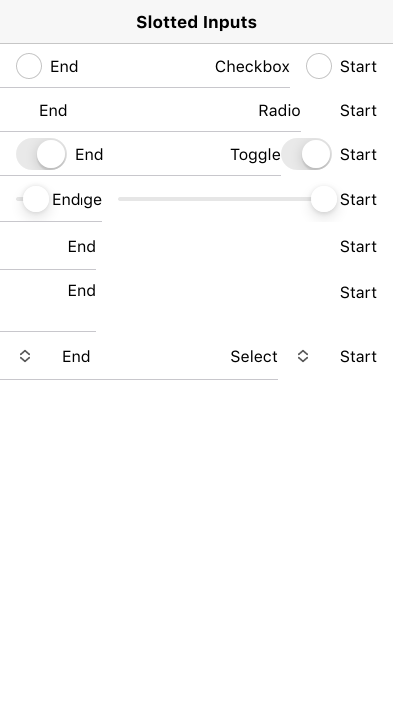 Slotted Inputs
End Checkbox Start
End Radio Start
End Toggle Start
End Start
End Start
End Start
End Select Start